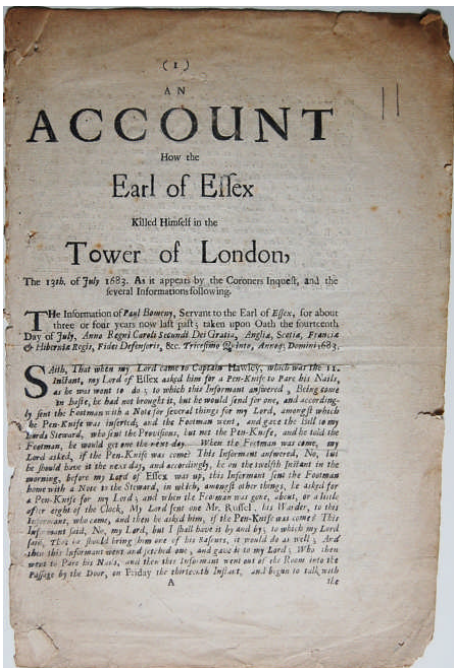 (1)
AN
ACCOUNT
How the
Earl of Eſſex
Killed Himſelf in the
Tower of London,
The 13th. of July 1683. As it appears by the Coroners Inqueſt, and the
ſeveral Informations following.
THe Information of Paul Bomeny, Servant to the Earl of Eſſex, for about
three or four years now laſt paſt; taken upon Oath the fourteenth
Day of July, Anno Regni Caroli Secundi Dei Gratia, Angliæ, Scotiæ, Franciæ
& Hiberniæ Regis, Fidei Defenſoris, &c. Triceſimo Quinto, Annoq; Domini 1683.
SAith, That when my Lord came to Captain Hawley, which was the 11.
Inſtant, my Lord of Eſſex asked him for a Pen-Knife to Pare his Nails,
as he was wont to do; to which this Informant anſwered, Being come
in haſte, he had not brought it, but he would ſend for one, and according-
ly ſent the Footman with a Note for ſeveral things for my Lord, amongſt which
the Pen-Knife was inſerted; and the Footman went, and gave the Bill to my
Lords Steward, who ſent the Proviſions, but not the Pen-Knife, and he told the
Footman, he would get one the next day. When the Footman was come, my
Lord asked, if the Pen-Knife was come? This Informant anſwered, No, but
he ſhould have it the next day, and accordingly, he on the twelfth Inſtant in the
morning, before my Lord of Eſſex was up, this Informant ſent the Footman
home with a Note to the Steward, in which, amongſt other things, he asked for
a Pen-Knife for my Lord; and when the Footman was gone, about, or a little
after eight of the Clock, My Lord ſent one Mr. Ruſſel, his Warder, to this
Informant, who came, and then he asked him, if the Pen-Knife was come? This
Informant ſaid, No, my Lord, but I ſhall have it by and by; to which my Lord
ſaid, That he ſhould bring him one of his Raſours, it would do as well; And
then this Informant went and fetched one, and gave it to my Lord; Who then
went to Pare his Nails, and then this Informant went out of the Room into the
Paſſage by the Door, on Friday the thirteenth Inſtant, and begun to talk with
A the